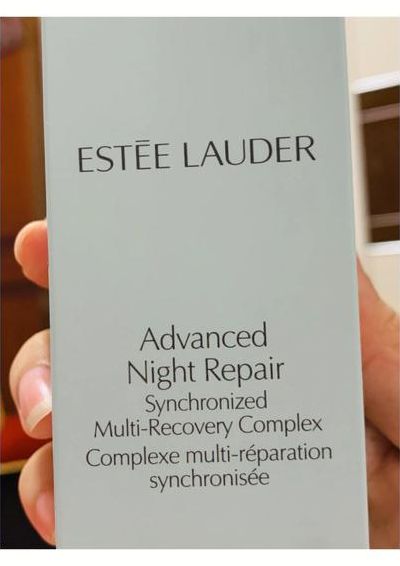 ESTĒE LAUDER
Advanced
Night Repair
Synchronized
Multi-Recovery Complex
Complexe multi-réparation
synchronisée